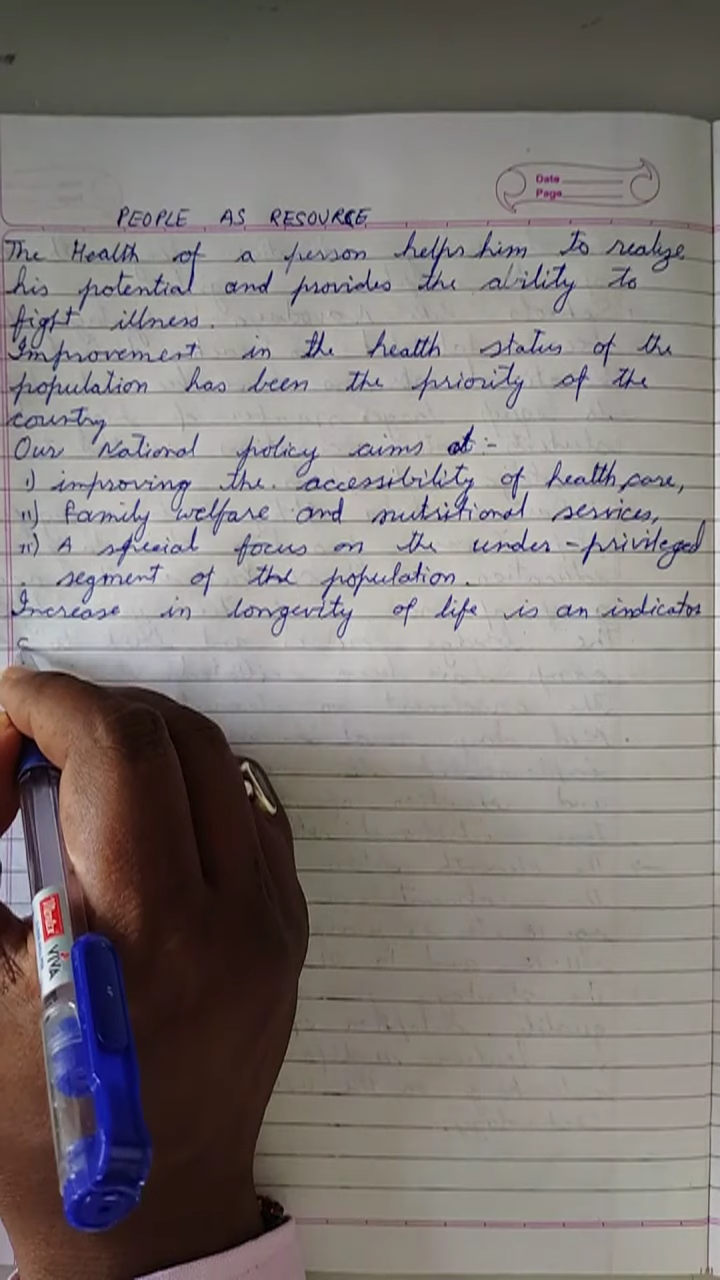 Date
Page
PEOPLE AS RESOURCE
The Health of a person helps him to realize
his potential and provides the ability to
fight illness.
Improvement in the health status of the
population has been the priority of the
country
Our National policy aims at:-
i) improving the accessibility of health care,
ii) family welfare and nutritional services,
iii) A special focus on the under-privileged
segment of the population.
Increase in longevity of life is an indicator
Montex VIVA